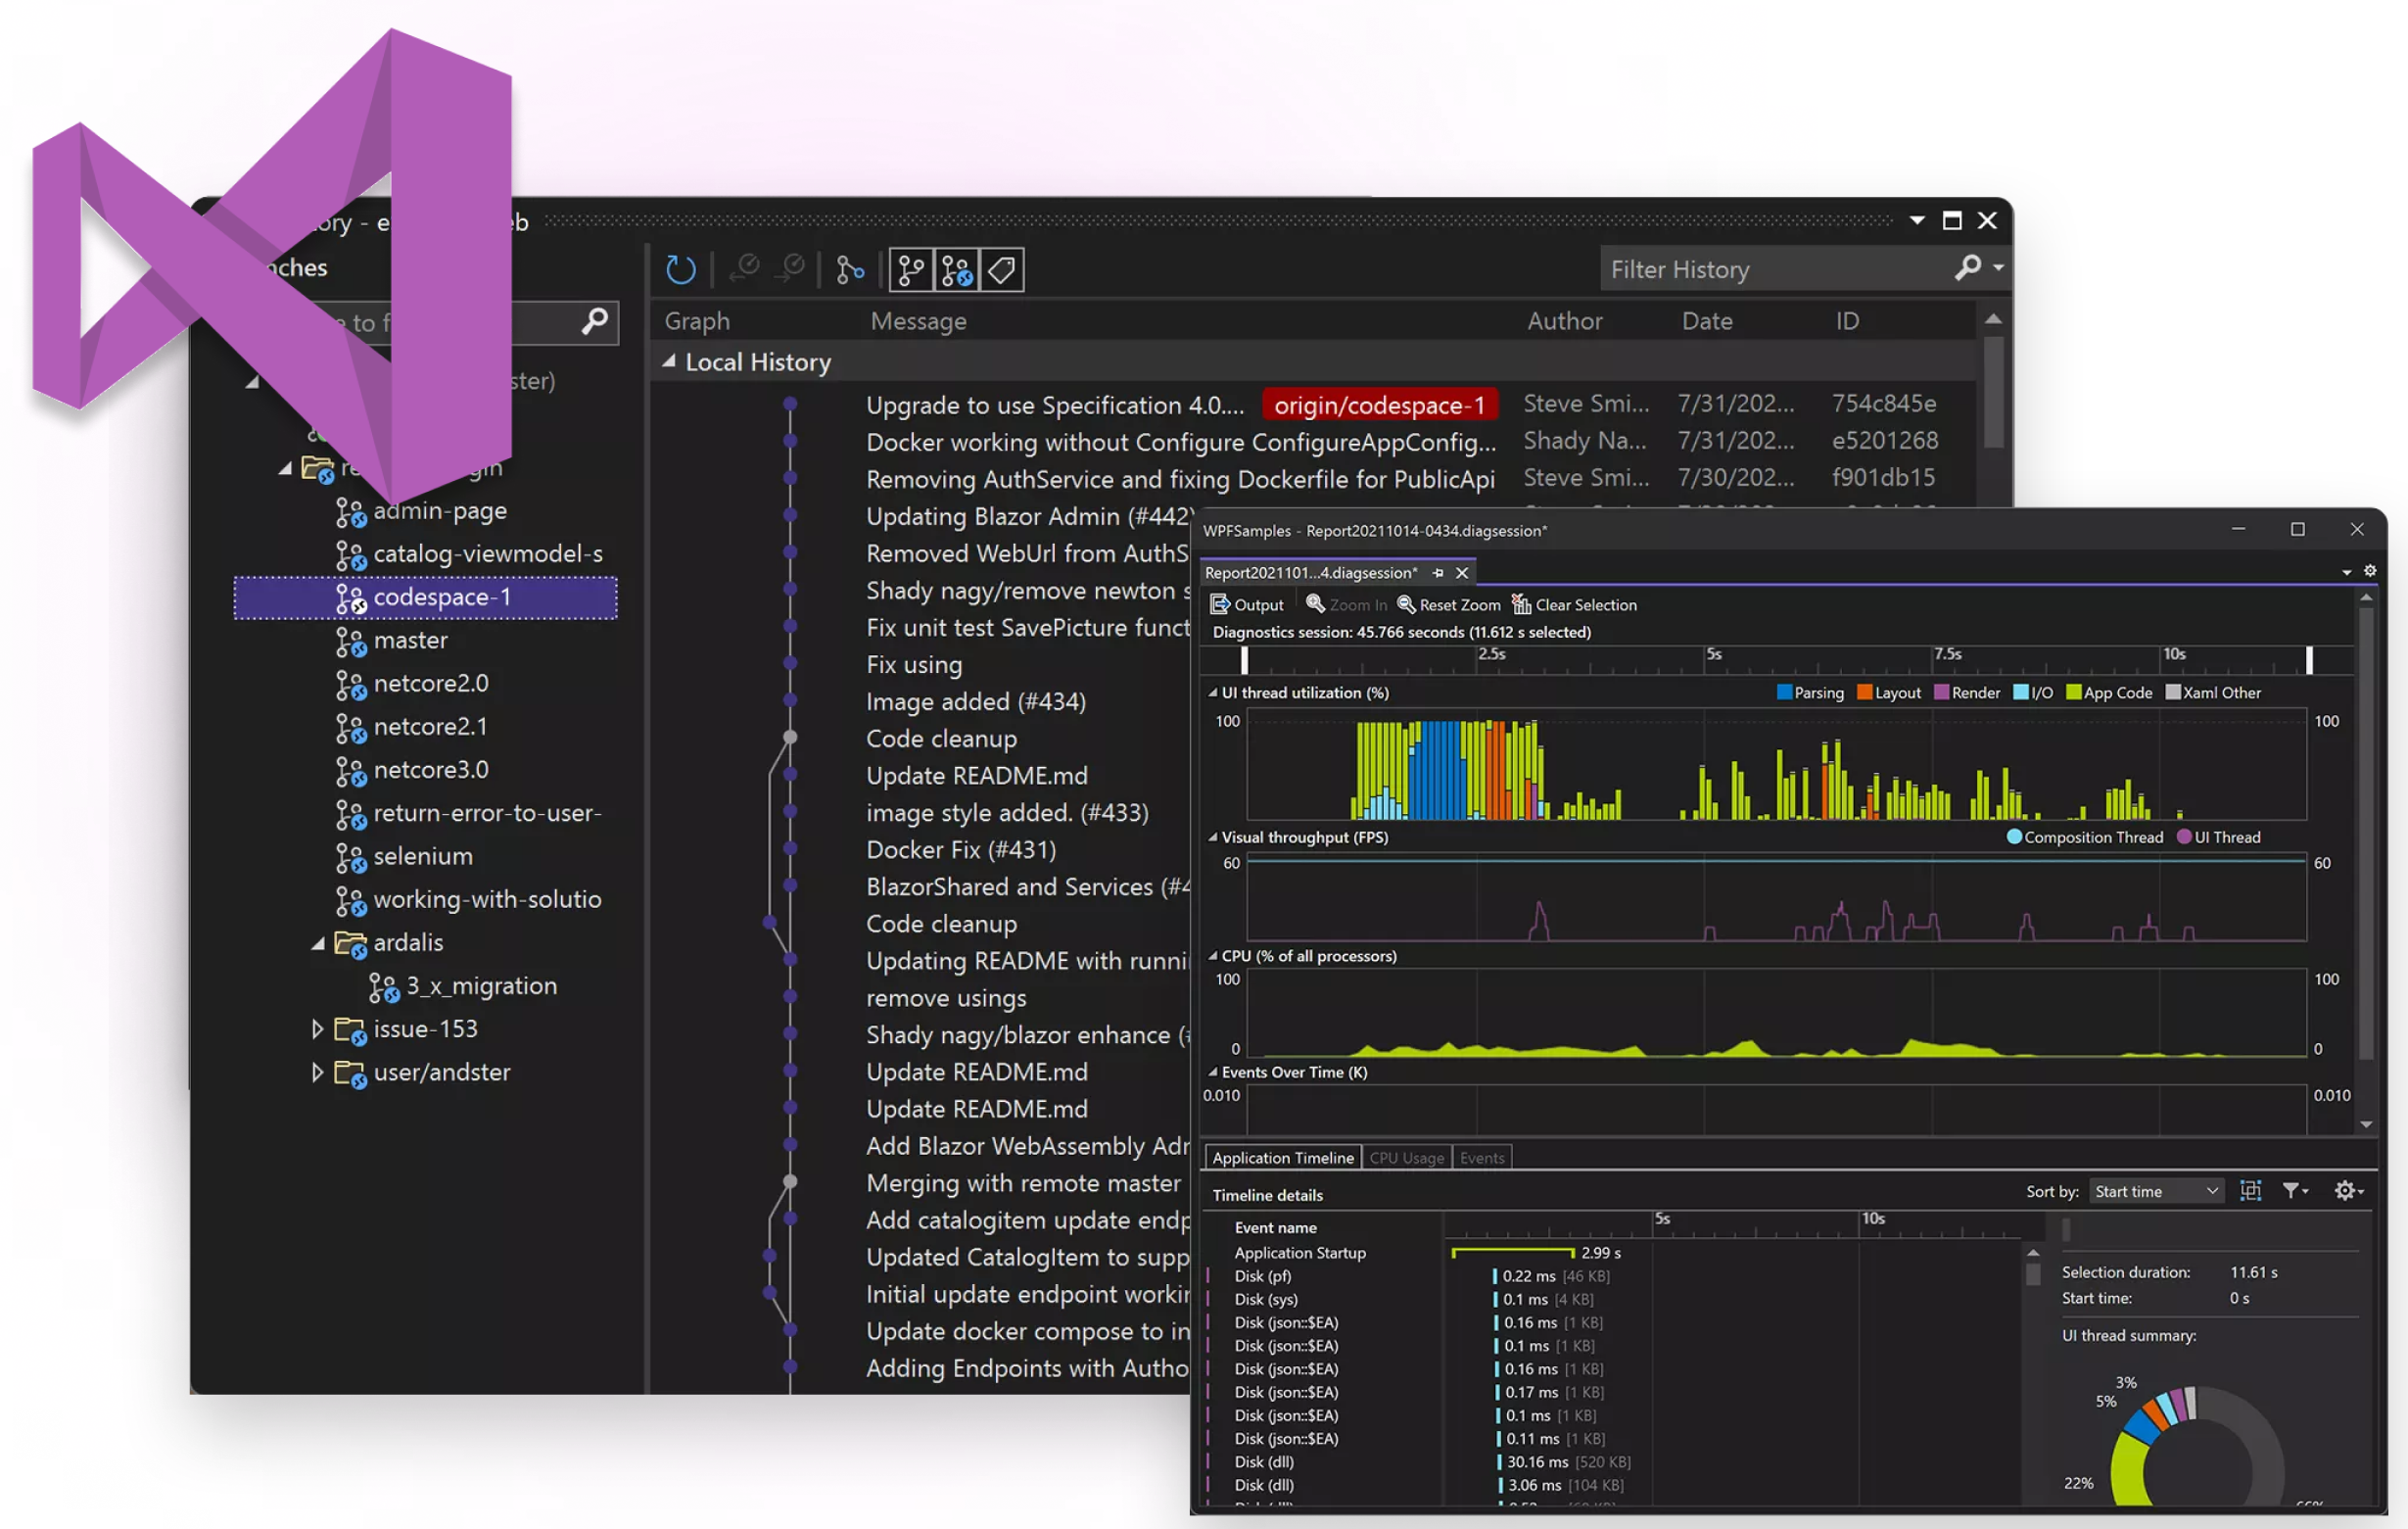 eb
Filter History
Graph Message Author Date ID
Local History
Upgrade to use Specification 4.0.... origin/codespace-1 Steve Smi... 7/31/202... 754c845e
Docker working without Configure ConfigureAppConfig... Shady Na... 7/31/202... e5201268
Removing AuthService and fixing Dockerfile for PublicApi Steve Smi... 7/30/202... f901db15
Updating Blazor Admin (#442)
Removed WebUrl from AuthS
Shady nagy/remove newton s
Fix unit test SavePicture funct
Fix using
Image added (#434)
Code cleanup
Update README.md
image style added. (#433)
Docker Fix (#431)
BlazorShared and Services (#4
Code cleanup
Updating README with runni
remove usings
Shady nagy/blazor enhance (#
Update README.md
Update README.md
Add Blazor WebAssembly Adr
Merging with remote master
Add catalogitem update endp
Updated CatalogItem to supp
Initial update endpoint workin
Update docker compose to in
Adding Endpoints with Autho
admin-page
catalog-viewmodel-s
codespace-1
master
netcore2.0
netcore2.1
netcore3.0
return-error-to-user-
selenium
working-with-solutio
ardalis
3_x_migration
issue-153
user/andster
WPFSamples - Report20211014-0434.diagsession*
Report2021101...4.diagsession*
Output Zoom In Reset Zoom Clear Selection
Diagnostics session: 45.766 seconds (11.612 s selected)
2.5s 5s 7.5s 10s
UI thread utilization (%) Parsing Layout Render I/O App Code Xaml Other
100 100
Visual throughput (FPS) Composition Thread UI Thread
60 60
CPU (% of all processors)
100 100
0 0
Events Over Time (K)
0.010 0.010
Application Timeline CPU Usage Events
Timeline details Sort by: Start time
Event name 5s 10s
Application Startup 2.99 s
Disk (pf) 0.22 ms [46 KB]
Disk (sys) 0.1 ms [4 KB]
Disk (json::$EA) 0.16 ms [1 KB]
Disk (json::$EA) 0.1 ms [1 KB]
Disk (json::$EA) 0.16 ms [1 KB]
Disk (json::$EA) 0.17 ms [1 KB]
Disk (json::$EA) 0.1 ms [1 KB]
Disk (json::$EA) 0.11 ms [1 KB]
Disk (dll) 30.16 ms [520 KB]
Disk (dll) 3.06 ms [104 KB]
Selection duration: 11.61 s
Start time: 0 s
UI thread summary:
3%
5%
22%